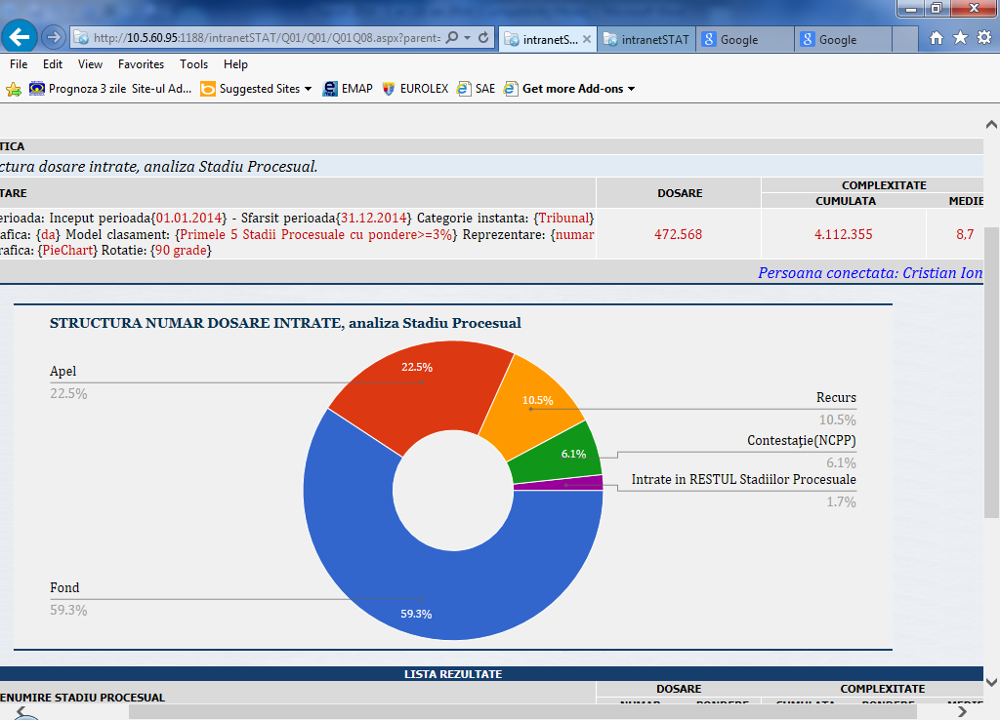 http://10.5.60.95:1188/intranetSTAT/Q01/Q01/Q01Q08.aspx?parent=
intranetS...
intranetSTAT
Google
Google
File Edit View Favorites Tools Help
Prognoza 3 zile Site-ul Ad... Suggested Sites EMAP EUROLEX SAE Get more Add-ons
TICA
ctura dosare intrate, analiza Stadiu Procesual.
TARE
DOSARE
COMPLEXITATE
CUMULATA MEDIE
erioada: Inceput perioada{01.01.2014} - Sfarsit perioada{31.12.2014} Categorie instanta: {Tribunal}
afica: {da} Model clasament: {Primele 5 Stadii Procesuale cu pondere>=3%} Reprezentare: {numar
rafica: {PieChart} Rotatie: {90 grade}
472.568 4.112.355 8,7
Persoana conectata: Cristian Ion
STRUCTURA NUMAR DOSARE INTRATE, analiza Stadiu Procesual
Apel
22.5%
22.5%
10.5%
Recurs
10.5%
Contestație(NCPP)
6.1%
6.1%
Intrate in RESTUL Stadiilor Procesuale
1.7%
Fond
59.3%
59.3%
LISTA REZULTATE
ENUMIRE STADIU PROCESUAL
DOSARE COMPLEXITATE
NUMAR PONDERE CUMULATA PONDERE MEDIE